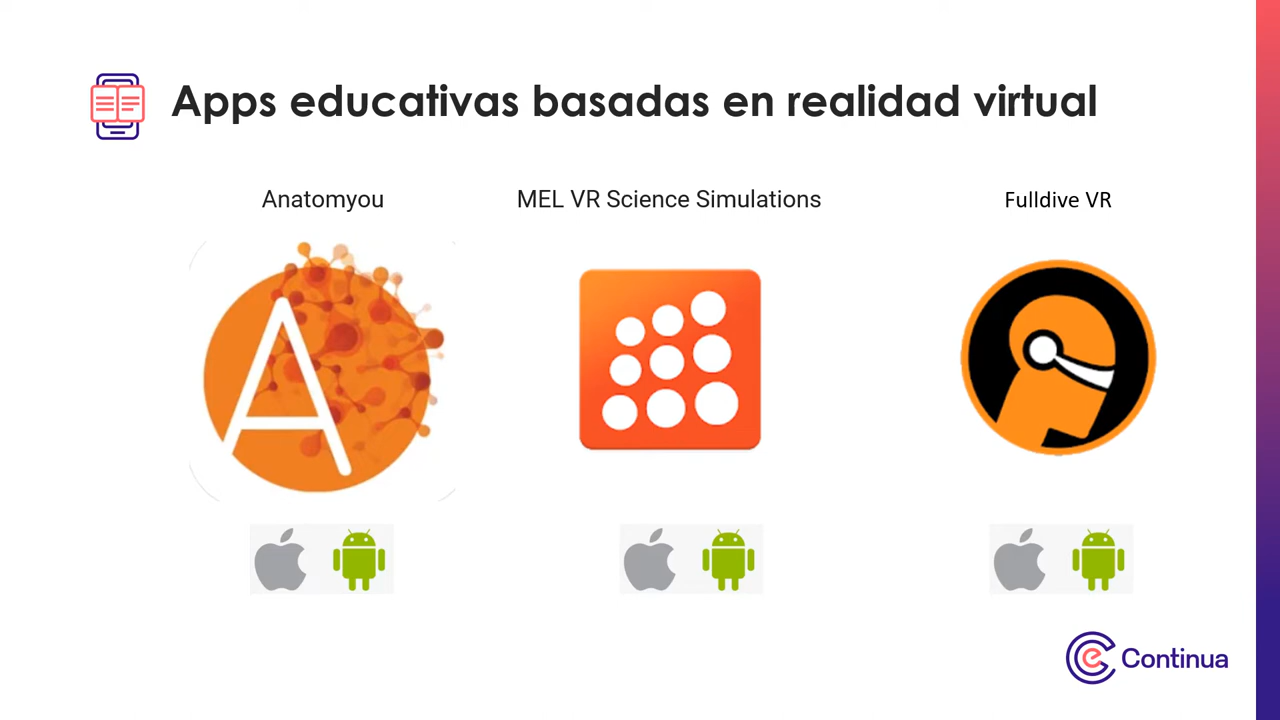 Apps educativas basadas en realidad virtual
Anatomyou
MEL VR Science Simulations
Fulldive VR
A
e Continua